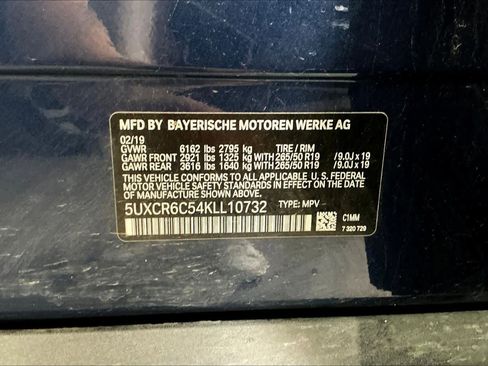 MFD BY BAYERISCHE MOTOREN WERKE AG
02/19
GVWR 6162 lbs 2795 kg TIRE / RIM
GAWR FRONT 2921 lbs 1325 kg WITH 265/50 R19 /9.0J x 19
GAWR REAR 3616 lbs 1640 kg WITH 265/50 R19 /9.0J x 19
THIS VEHICLE CONFORMS TO ALL APPLICABLE U.S. FEDERAL
MOTOR VEHICLE SAFETY STANDARDS IN EFFECT ON THE DATE
OF MANUFACTURE SHOWN ABOVE.
5UXCR6C54KLL10732 TYPE: MPV
C1MM
7 320 729